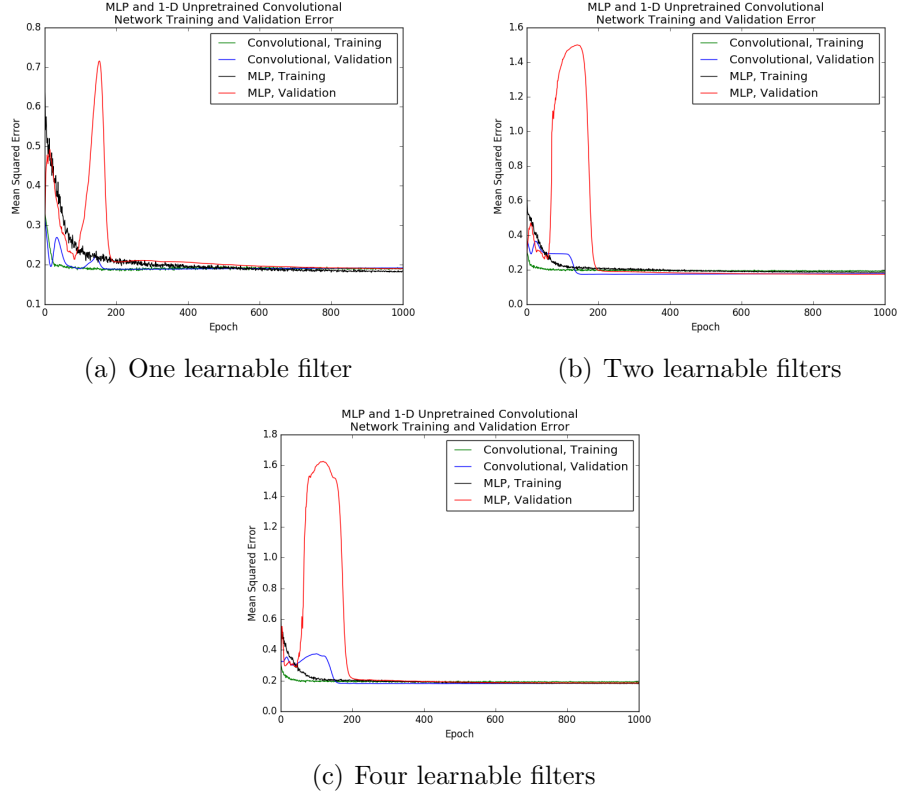 MLP and 1-D Unpretrained Convolutional
Network Training and Validation Error
0.8
0.7
0.6
0.5
0.4
0.3
0.2
0.1
Mean Squared Error
Convolutional, Training
Convolutional, Validation
MLP, Training
MLP, Validation
0 200 400 600 800 1000
Epoch
(a) One learnable filter
MLP and 1-D Unpretrained Convolutional
Network Training and Validation Error
1.6
1.4
1.2
1.0
0.8
0.6
0.4
0.2
0.0
Mean Squared Error
Convolutional, Training
Convolutional, Validation
MLP, Training
MLP, Validation
0 200 400 600 800 1000
Epoch
(b) Two learnable filters
MLP and 1-D Unpretrained Convolutional
Network Training and Validation Error
1.8
1.6
1.4
1.2
1.0
0.8
0.6
0.4
0.2
0.0
Mean Squared Error
Convolutional, Training
Convolutional, Validation
MLP, Training
MLP, Validation
0 200 400 600 800 1000
Epoch
(c) Four learnable filters